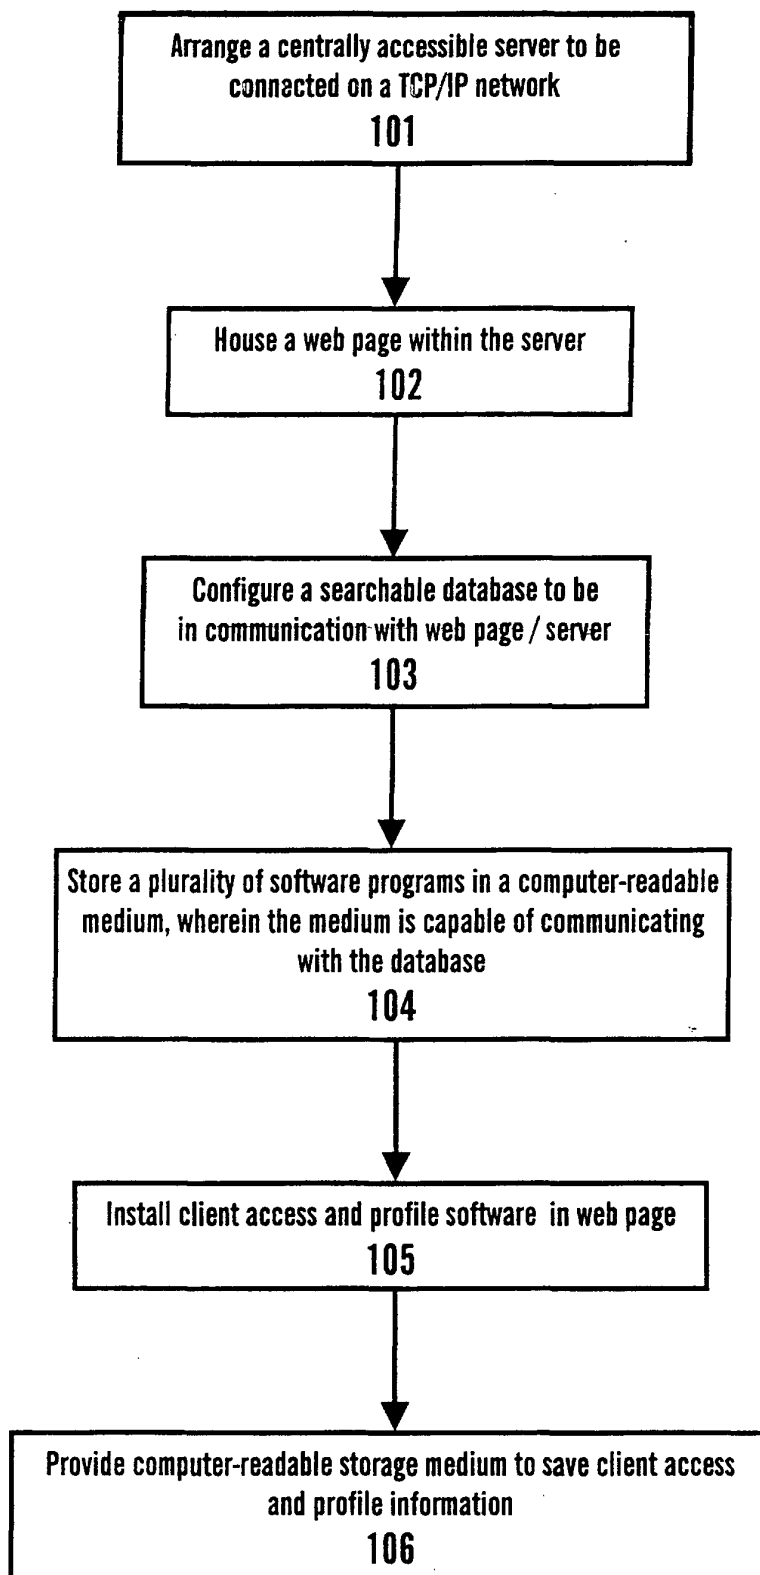 Arrange a centrally accessible server to be
connected on a TCP/IP network
101
House a web page within the server
102
Configure a searchable database to be
in communication with web page / server
103
Store a plurality of software programs in a computer-readable
medium, wherein the medium is capable of communicating
with the database
104
Install client access and profile software in web page
105
Provide computer-readable storage medium to save client access
and profile information
106